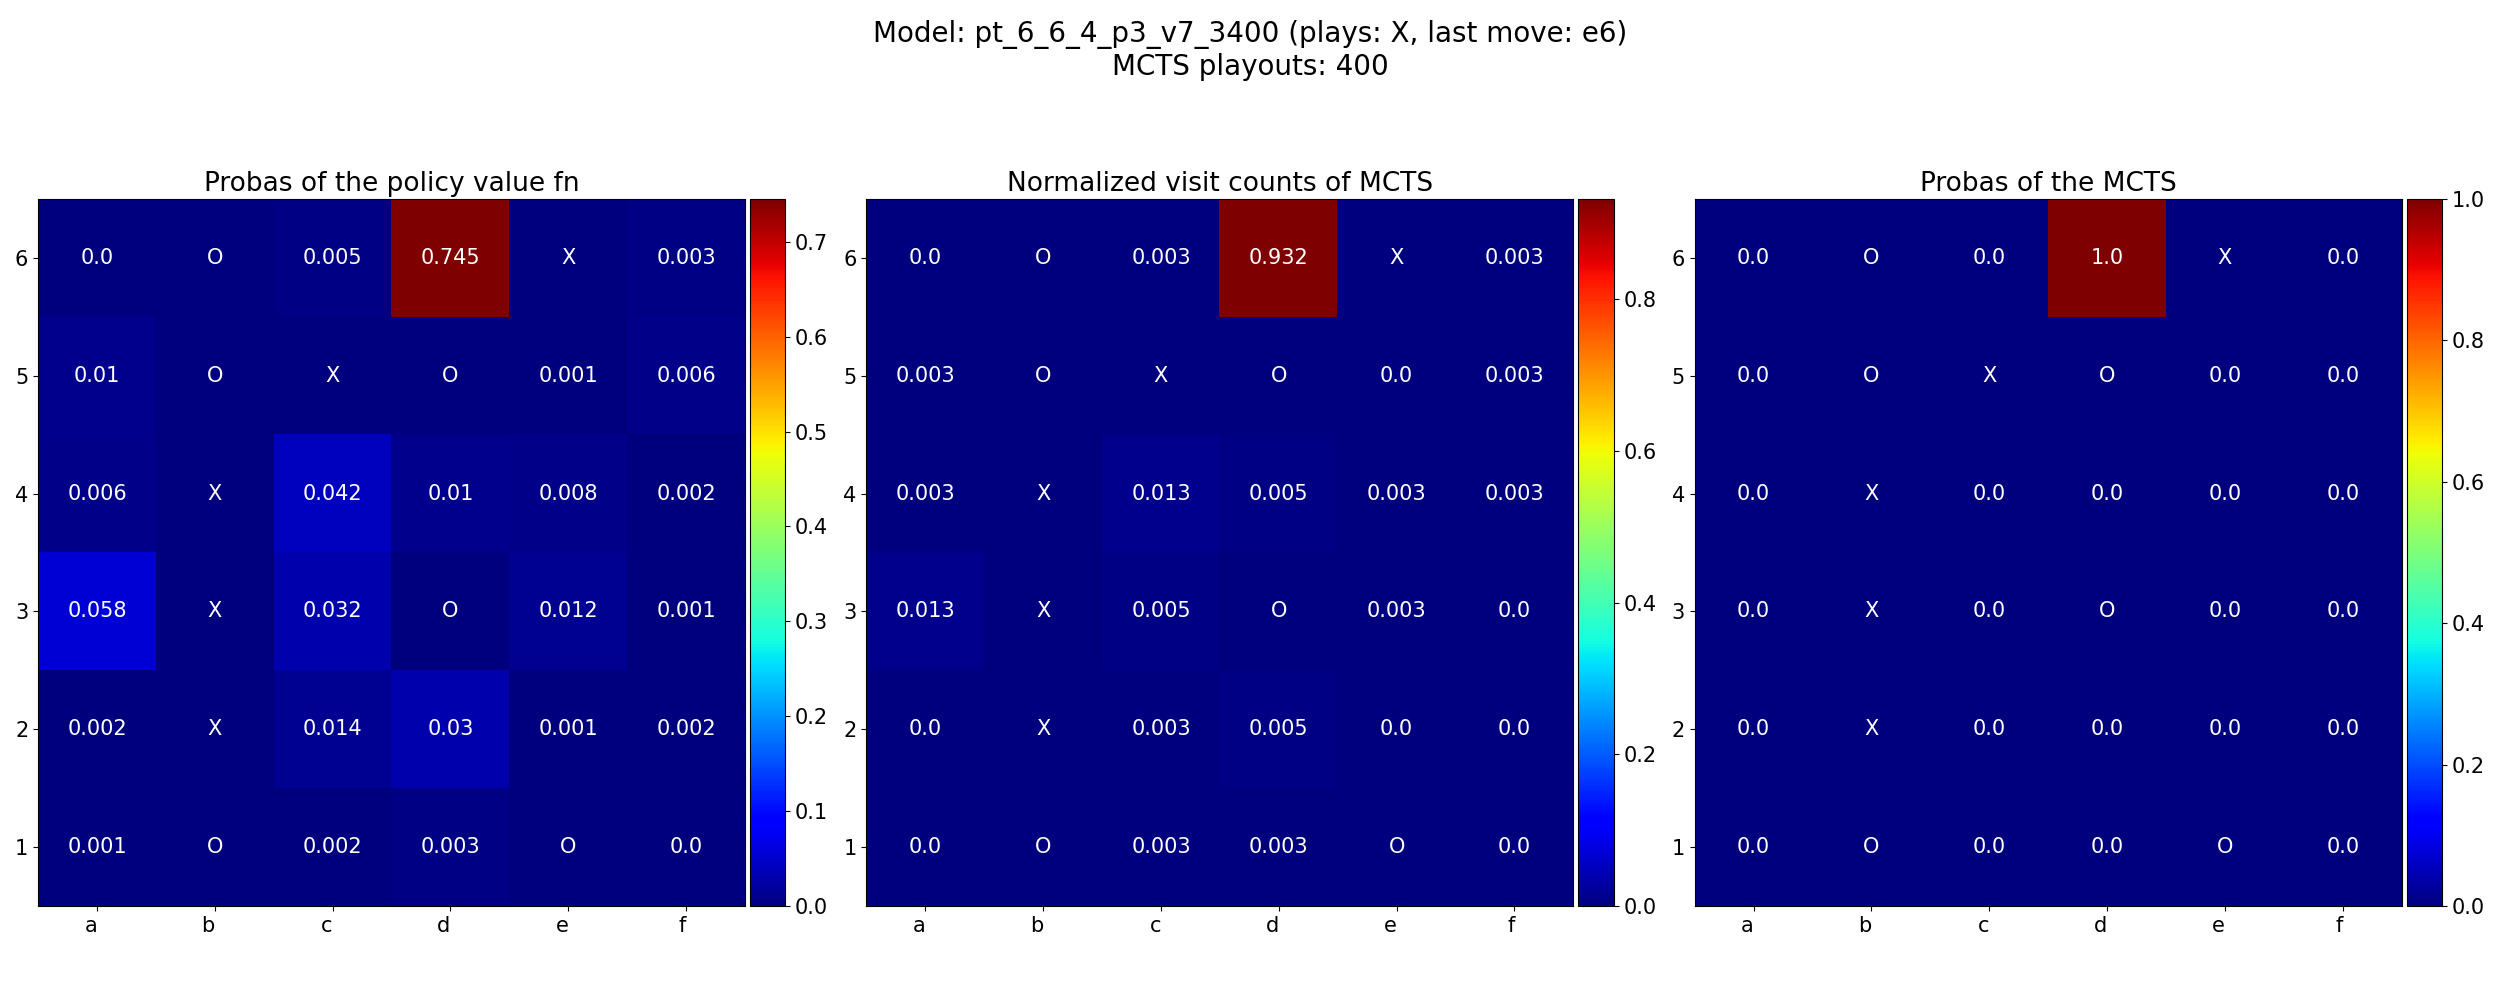 Model: pt_6_6_4_p3_v7_3400 (plays: X, last move: e6)
MCTS playouts: 400
Probas of the policy value fn
6 0.0 O 0.005 0.745 X 0.003
5 0.01 O X O 0.001 0.006
4 0.006 X 0.042 0.01 0.008 0.002
3 0.058 X 0.032 O 0.012 0.001
2 0.002 X 0.014 0.03 0.001 0.002
1 0.001 O 0.002 0.003 O 0.0
a b c d e f
0.7
0.6
0.5
0.4
0.3
0.2
0.1
0.0
Normalized visit counts of MCTS
6 0.0 O 0.003 0.932 X 0.003
5 0.003 O X O 0.0 0.003
4 0.003 X 0.013 0.005 0.003 0.003
3 0.013 X 0.005 O 0.003 0.0
2 0.0 X 0.003 0.005 0.0 0.0
1 0.0 O 0.003 0.003 O 0.0
a b c d e f
0.8
0.6
0.4
0.2
0.0
Probas of the MCTS
6 0.0 O 0.0 1.0 X 0.0
5 0.0 O X O 0.0 0.0
4 0.0 X 0.0 0.0 0.0 0.0
3 0.0 X 0.0 O 0.0 0.0
2 0.0 X 0.0 0.0 0.0 0.0
1 0.0 O 0.0 0.0 O 0.0
a b c d e f
1.0
0.8
0.6
0.4
0.2
0.0